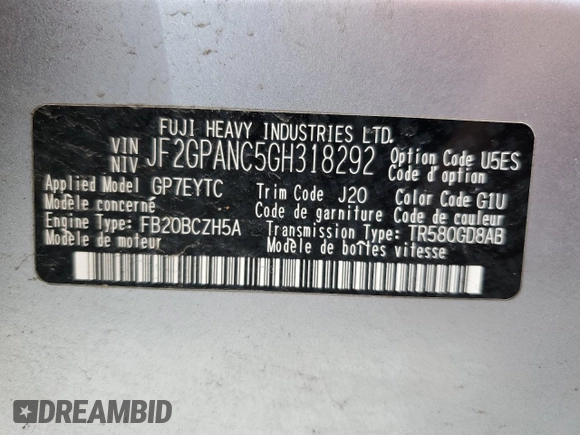 FUJI HEAVY INDUSTRIES LTD.
VIN
NIV JF2GPANC5GH318292 Option Code U5ES
Code d'option
Applied Model GP7EYTC Trim Code J20 Color Code G1U
Modèle concerné Code de garniture Code de couleur
Engine Type: FB20BCZH5A Transmission Type: TR580GD8AB
Modèle de moteur Modèle de boîtes vitesse
DREAMBID